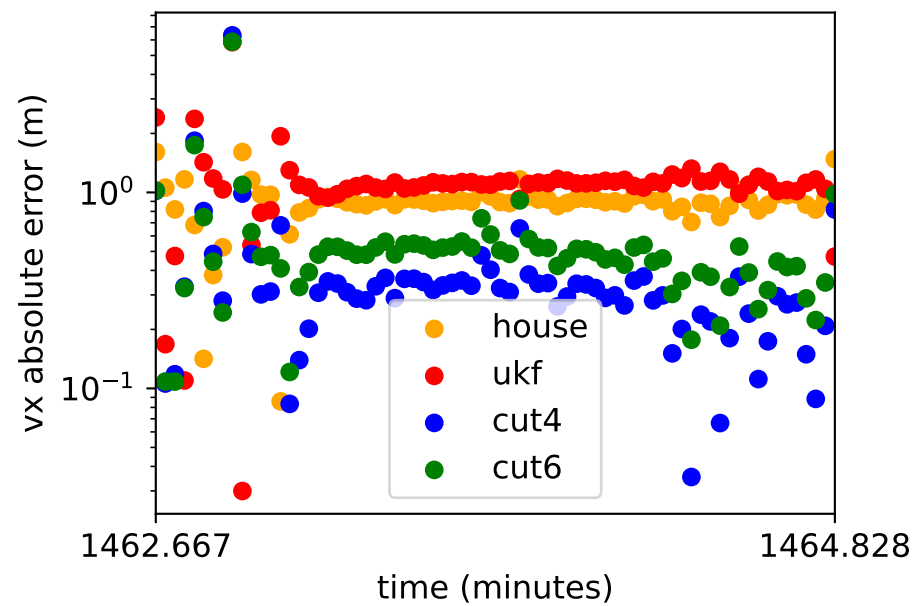 vx absolute error (m)
10⁰
10⁻¹
house
ukf
cut4
cut6
1462.667
1464.828
time (minutes)